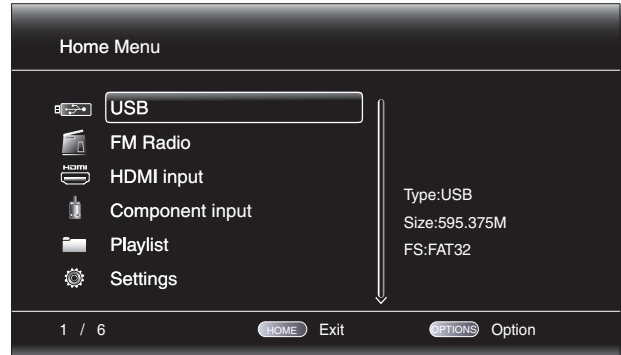 Home Menu
USB
FM Radio
HDMI
HDMI input
Component input
Playlist
Settings
Type:USB
Size:595.375M
FS:FAT32
1 / 6
HOME Exit
OPTIONS Option